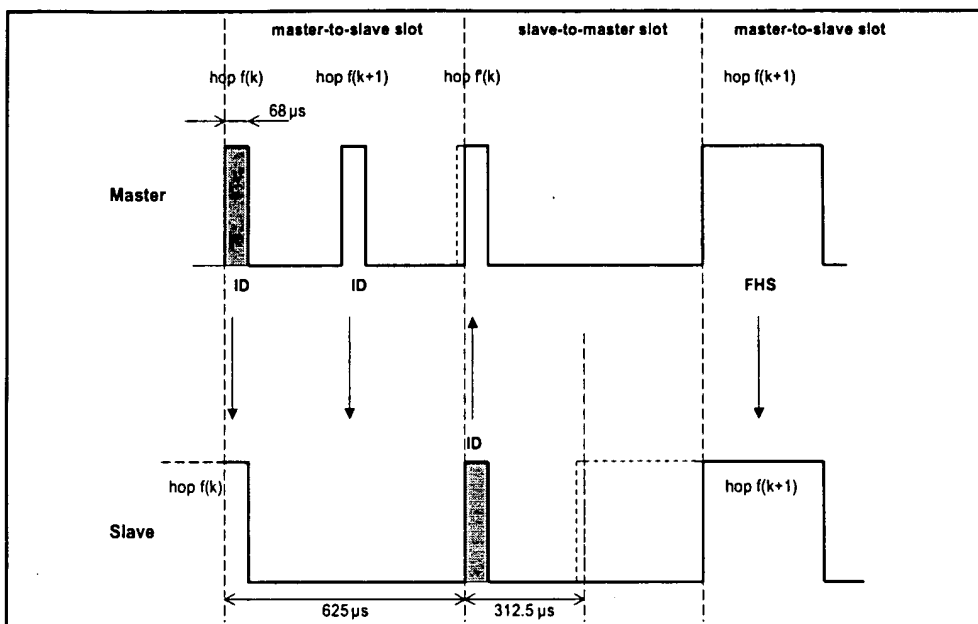 master-to-slave slot slave-to-master slot master-to-slave slot
hop f(k) hop f(k+1) hop f'(k) hop f(k+1)
68 µs
Master
ID ID FHS
ID
hop f(k) hop f(k+1)
Slave
625 µs 312.5 µs